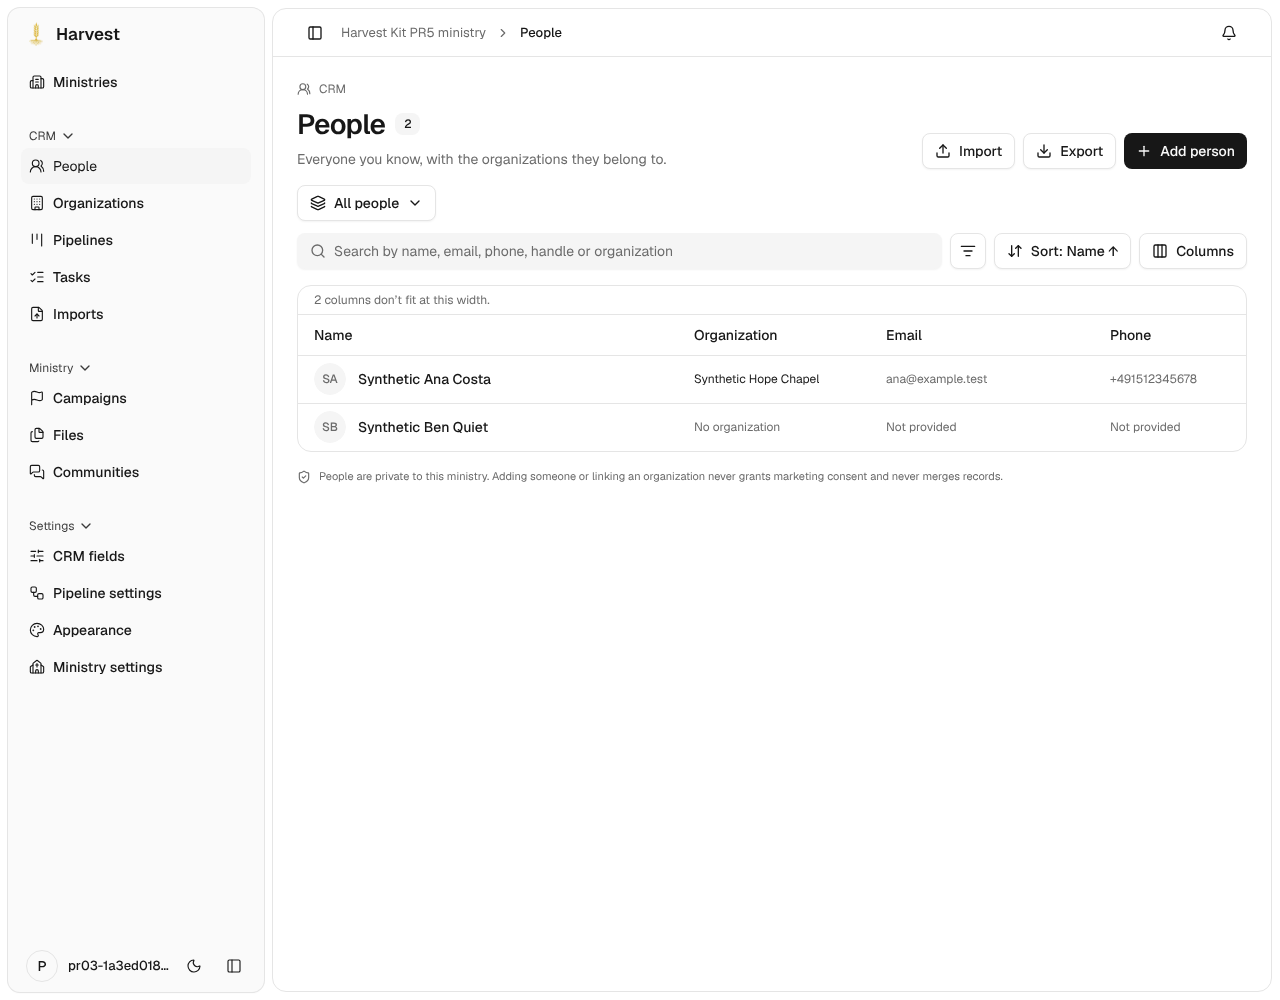 Harvest
Ministries
CRM
People
Organizations
Pipelines
Tasks
Imports
Ministry
Campaigns
Files
Communities
Settings
CRM fields
Pipeline settings
Appearance
Ministry settings
P
pr03-1a3ed018...
Harvest Kit PR5 ministry
People
CRM
People 2
Everyone you know, with the organizations they belong to.
Import
Export
Add person
All people
Search by name, email, phone, handle or organization
Sort: Name ↑
Columns
2 columns don't fit at this width.
Name Organization Email Phone
SA Synthetic Ana Costa Synthetic Hope Chapel ana@example.test +491512345678
SB Synthetic Ben Quiet No organization Not provided Not provided
People are private to this ministry. Adding someone or linking an organization never grants marketing consent and never merges records.